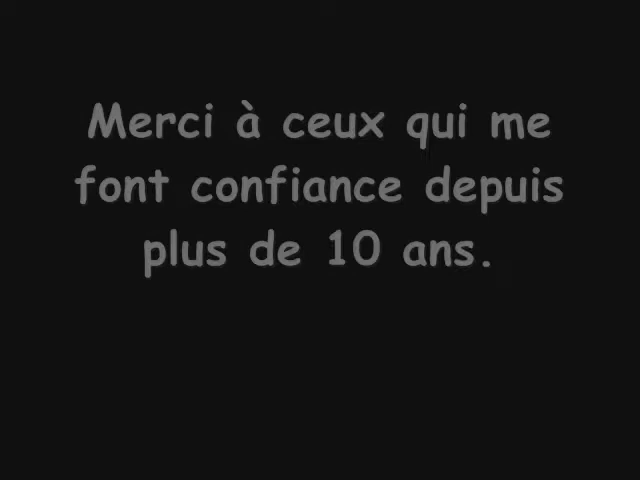 Merci à ceux qui me
font confiance depuis
plus de 10 ans.